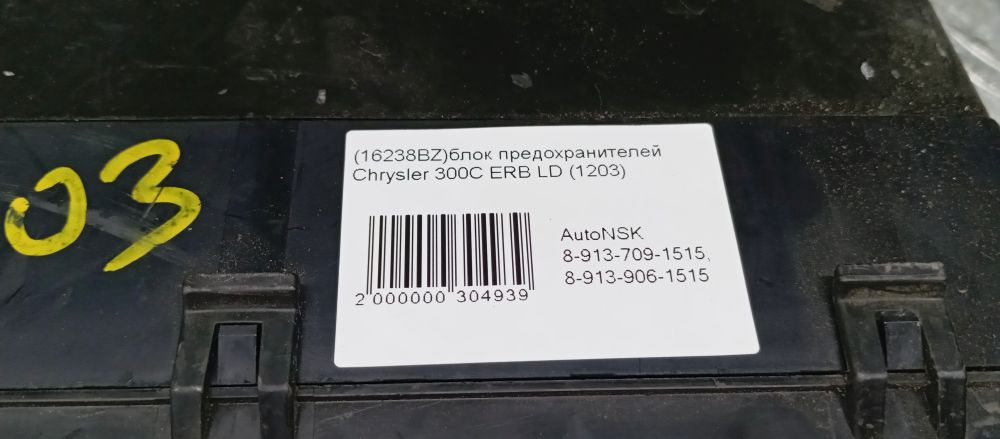 03
(16238BZ)блок предохранителей
Chrysler 300C ERB LD (1203)
AutoNSK
8-913-709-1515,
8-913-906-1515
2 000000 304939